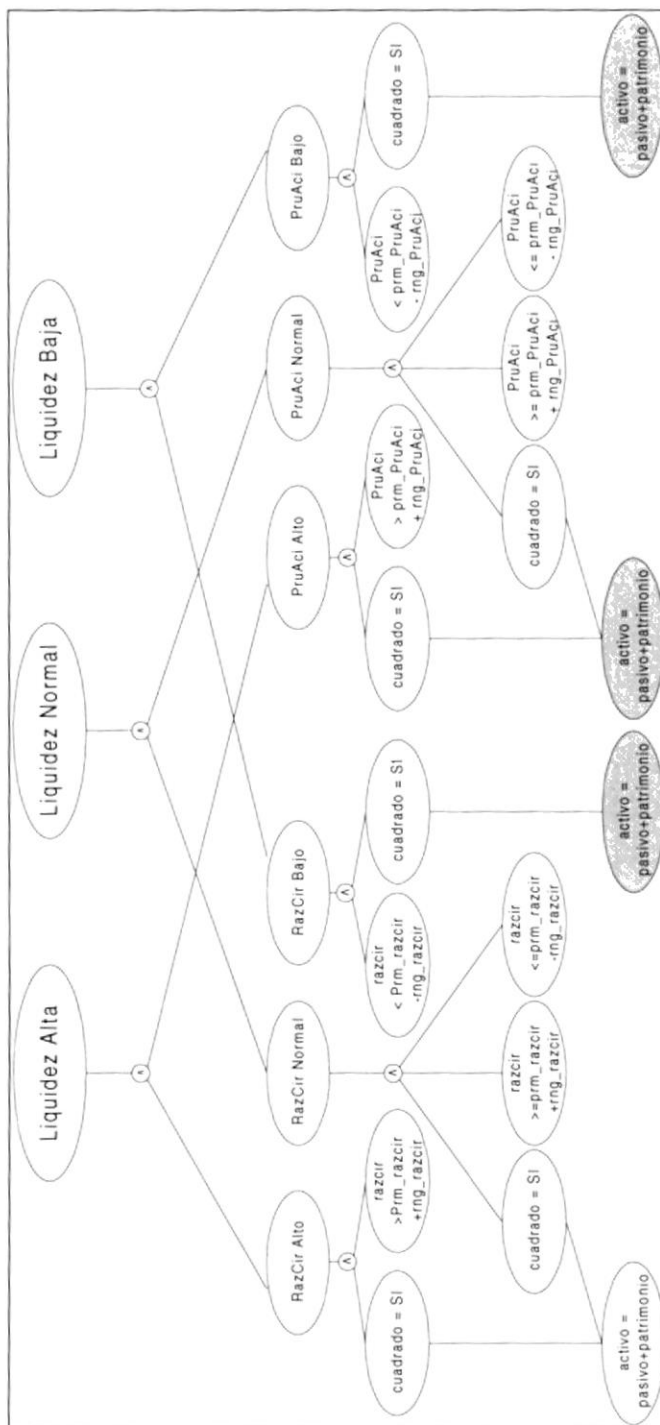 Liquidez Alta
Liquidez Normal
Liquidez Baja
^
^
^
RazCir Alto
RazCir Normal
RazCir Bajo
PruAci Alto
PruAci Normal
PruAci Bajo
^
^
^
^
^
^
cuadrado = SI
razcir
>Prm_razcir
+rng_razcir
razcir
< Prm_razcir
-rng_razcir
cuadrado = SI
cuadrado = SI
PruAci
> prm_PruAci
+ rng_PruAci
PruAci
< prm_PruAci
- rng_PruAci
cuadrado = SI
cuadrado = SI
razcir
>=prm_razcir
+rng_razcir
razcir
<=prm_razcir
-rng_razcir
cuadrado = SI
PruAci
>= prm_PruAci
+ rng_PruAci
PruAci
<= prm_PruAci
- rng_PruAci
activo =
pasivo+patrimonio
activo =
pasivo+patrimonio
activo =
pasivo+patrimonio
activo =
pasivo+patrimonio